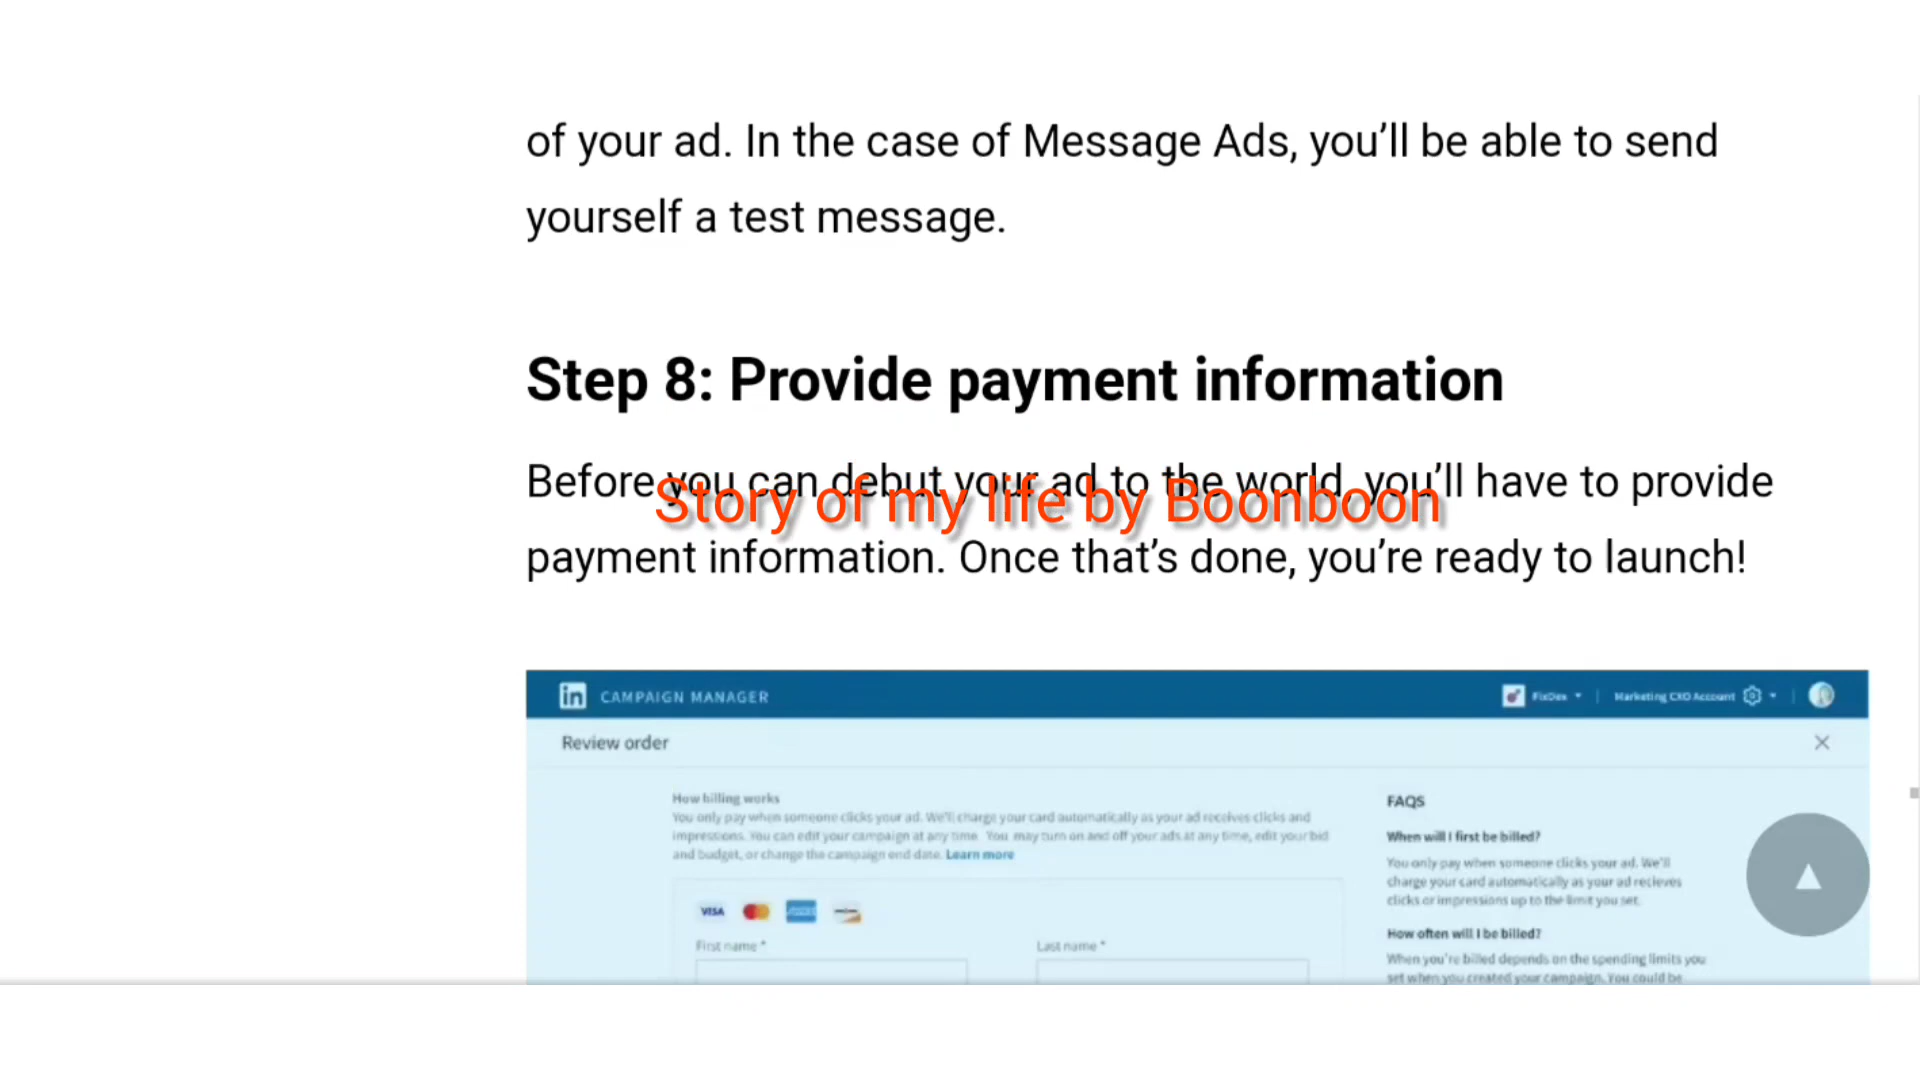 of your ad. In the case of Message Ads, you’ll be able to send
yourself a test message.
Step 8: Provide payment information
Before you can debut your ad to the world, you’ll have to provide
Story of my life by Boonboon
payment information. Once that’s done, you’re ready to launch!
in CAMPAIGN MANAGER
FixDex
Marketing CXO Account
Review order
How billing works
You only pay when someone clicks your ad. We'll charge your card automatically as your ad receives clicks and
impressions. You can edit your campaign at any time. You may turn on and off your ads at any time, edit your bid
and budget, or change the campaign end date. Learn more
VISA
First name *
Last name *
FAQS
When will I first be billed?
You only pay when someone clicks your ad. We'll
charge your card automatically as your ad recieves
clicks or impressions up to the limit you set.
How often will I be billed?
When you're billed depends on the spending limits you
set when you created your campaign. You could be